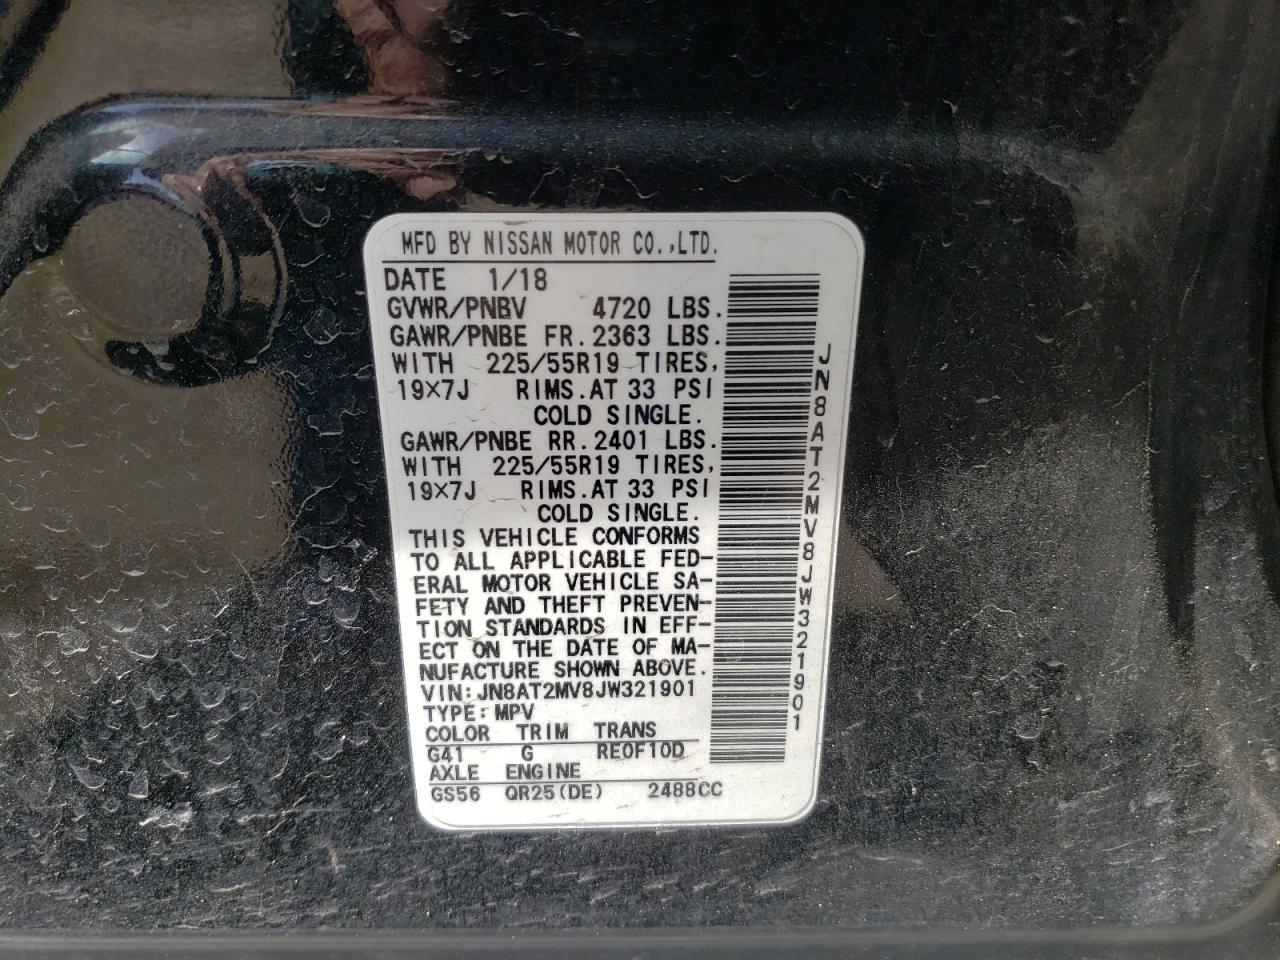 MFD BY NISSAN MOTOR CO.,LTD.
DATE 1/18
GVWR/PNBV 4720 LBS.
GAWR/PNBE FR.2363 LBS.
WITH 225/55R19 TIRES,
19×7J RIMS.AT 33 PSI
COLD SINGLE.
GAWR/PNBE RR.2401 LBS.
WITH 225/55R19 TIRES,
19×7J RIMS.AT 33 PSI
COLD SINGLE.
THIS VEHICLE CONFORMS
TO ALL APPLICABLE FED-
ERAL MOTOR VEHICLE SA-
FETY AND THEFT PREVEN-
TION STANDARDS IN EFF-
ECT ON THE DATE OF MA-
NUFACTURE SHOWN ABOVE.
VIN:JN8AT2MV8JW321901
TYPE:MPV
COLOR TRIM TRANS
G41 G RE0F10D
AXLE ENGINE
GS56 QR25(DE) 2488CC
JN8AT2MV8JW321901